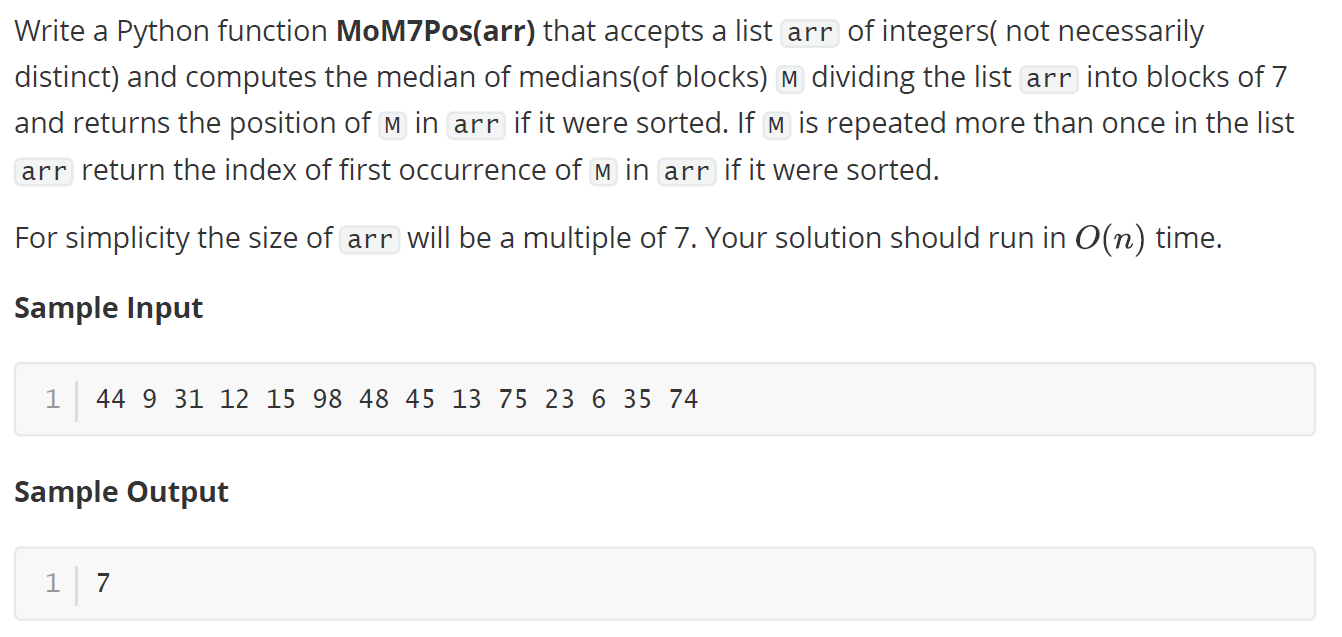 Write a Python function MoM7Pos(arr) that accepts a list arr of integers( not necessarily
distinct) and computes the median of medians(of blocks) M dividing the list arr into blocks of 7
and returns the position of M in arr if it were sorted. If M is repeated more than once in the list
arr return the index of first occurrence of M in arr if it were sorted.
For simplicity the size of arr will be a multiple of 7. Your solution should run in O(n) time.
Sample Input
1 44 9 31 12 15 98 48 45 13 75 23 6 35 74
Sample Output
1 7